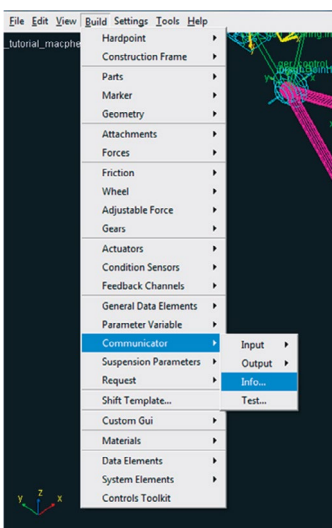 File Edit View Build Settings Tools Help
_tutorial_macphe
Hardpoint
Construction Frame
Parts
Marker
Geometry
Attachments
Forces
Friction
Wheel
Adjustable Force
Gears
Actuators
Condition Sensors
Feedback Channels
General Data Elements
Parameter Variable
Communicator
Input
Output
Info...
Test...
Suspension Parameters
Request
Shift Template...
Custom Gui
Materials
Data Elements
System Elements
Controls Toolkit
y z x